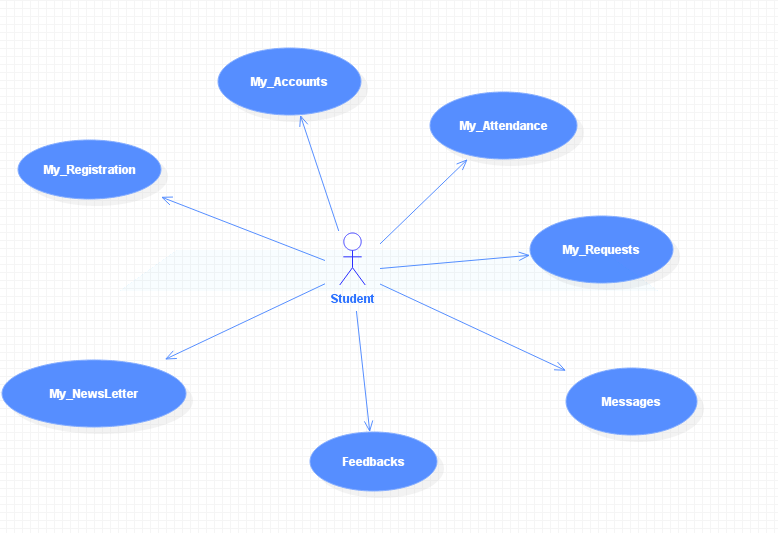 My_Accounts
My_Attendance
My_Registration
My_Requests
Student
My_NewsLetter
Messages
Feedbacks